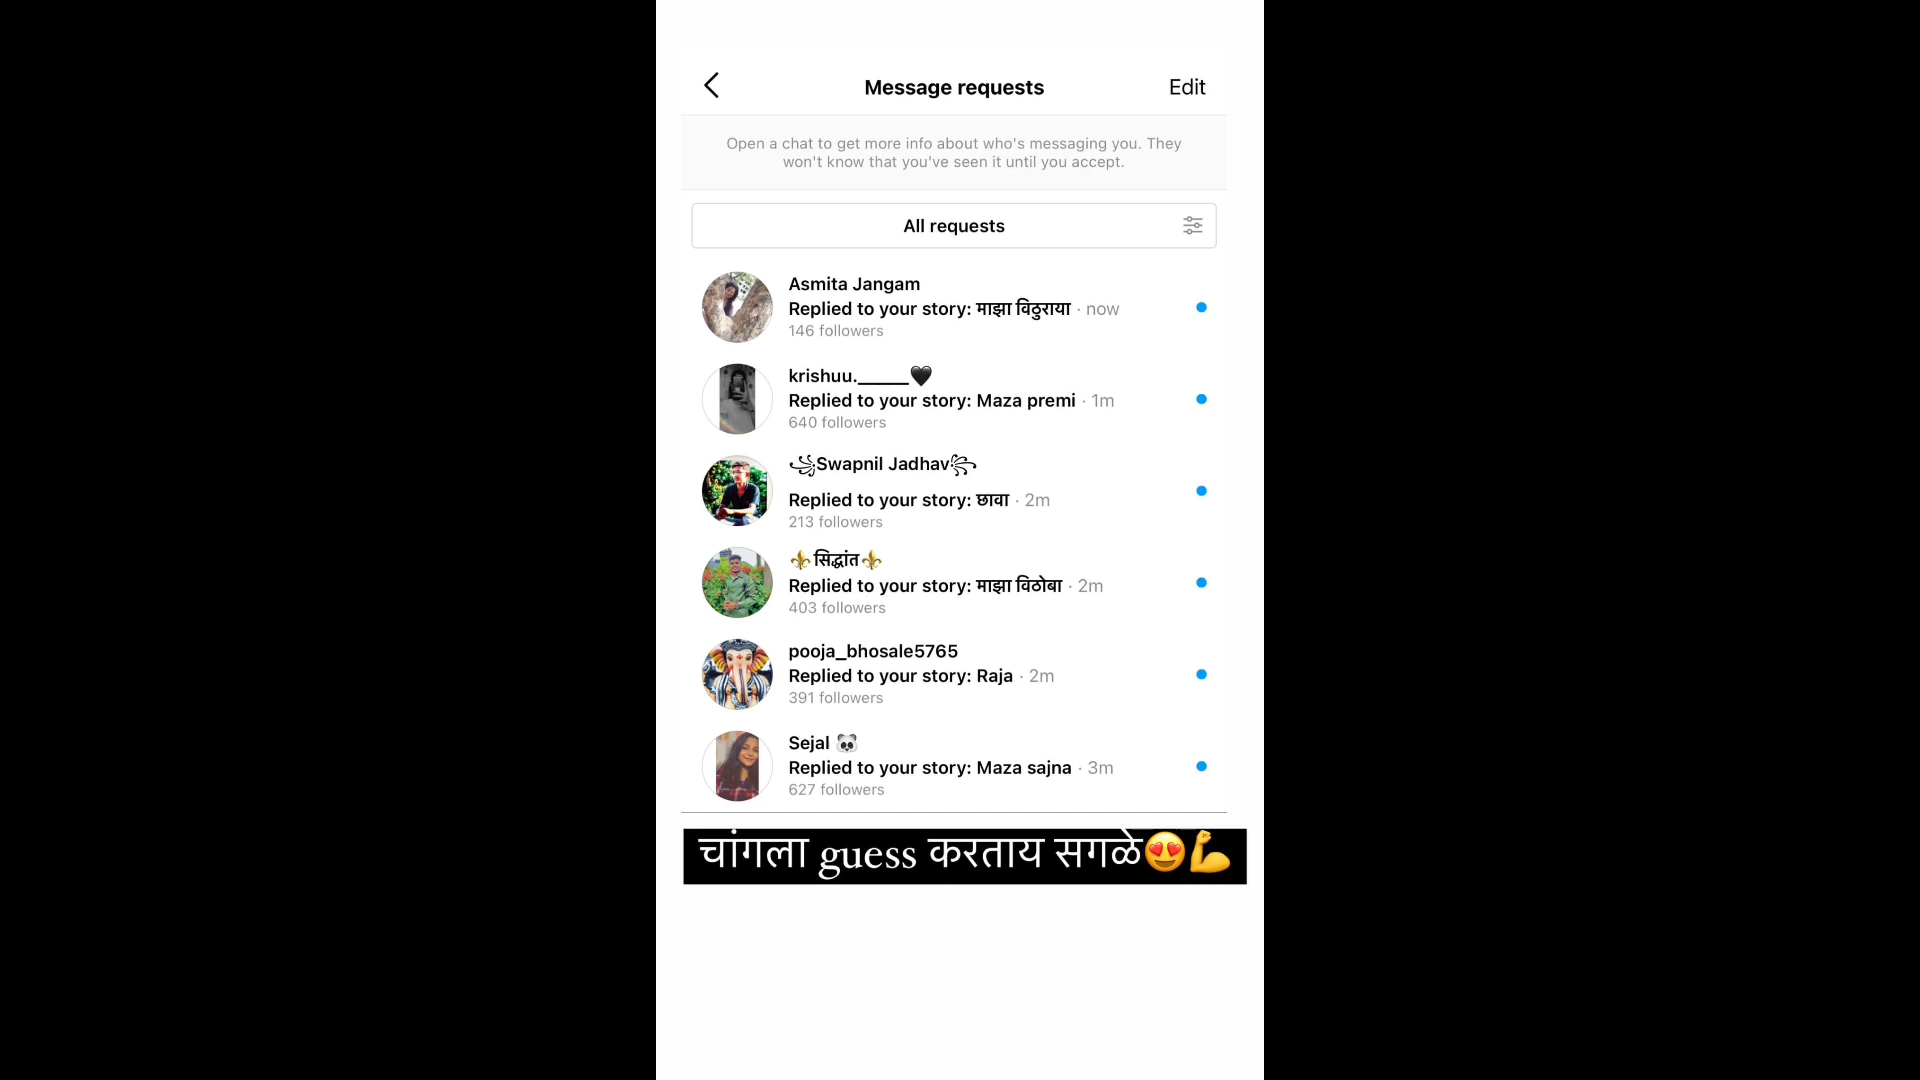 Message requests
Edit
Open a chat to get more info about who's messaging you. They
won't know that you've seen it until you accept.
All requests
Asmita Jangam
Replied to your story: माझा विठुराया · now
146 followers
krishuu.______🖤
Replied to your story: Maza premi · 1m
640 followers
꧁Swapnil Jadhav꧂
Replied to your story: छावा · 2m
213 followers
⚜️सिद्धांत⚜️
Replied to your story: माझा विठोबा · 2m
403 followers
pooja_bhosale5765
Replied to your story: Raja · 2m
391 followers
Sejal 🐼
Replied to your story: Maza sajna · 3m
627 followers
चांगला guess करताय सगळे😍💪